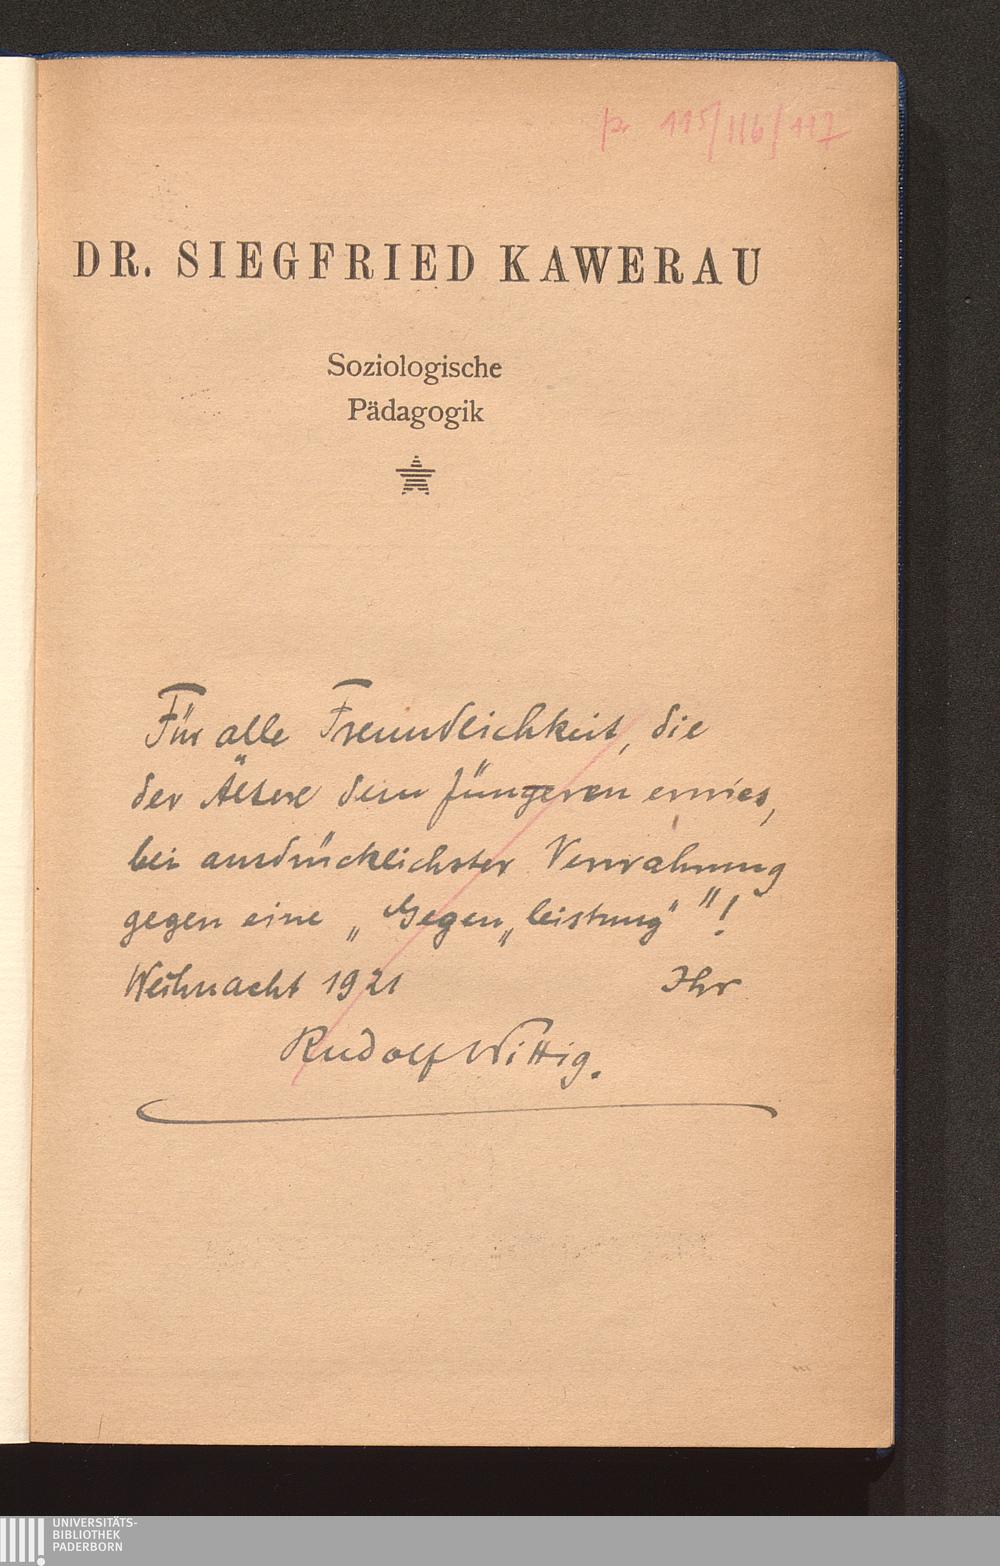 p. 115/116/117
DR. SIEGFRIED KAWERAU
Soziologische
Pädagogik
Für alle Freundlichkeit, die
der Ältere dem Jüngeren erwies,
bei ausdrücklichster Verwahrung
gegen eine „Gegen„leistung“"!
Weihnacht 1921 Ihr
Rudolf Wittig.
UNIVERSITÄTS-
BIBLIOTHEK
PADERBORN